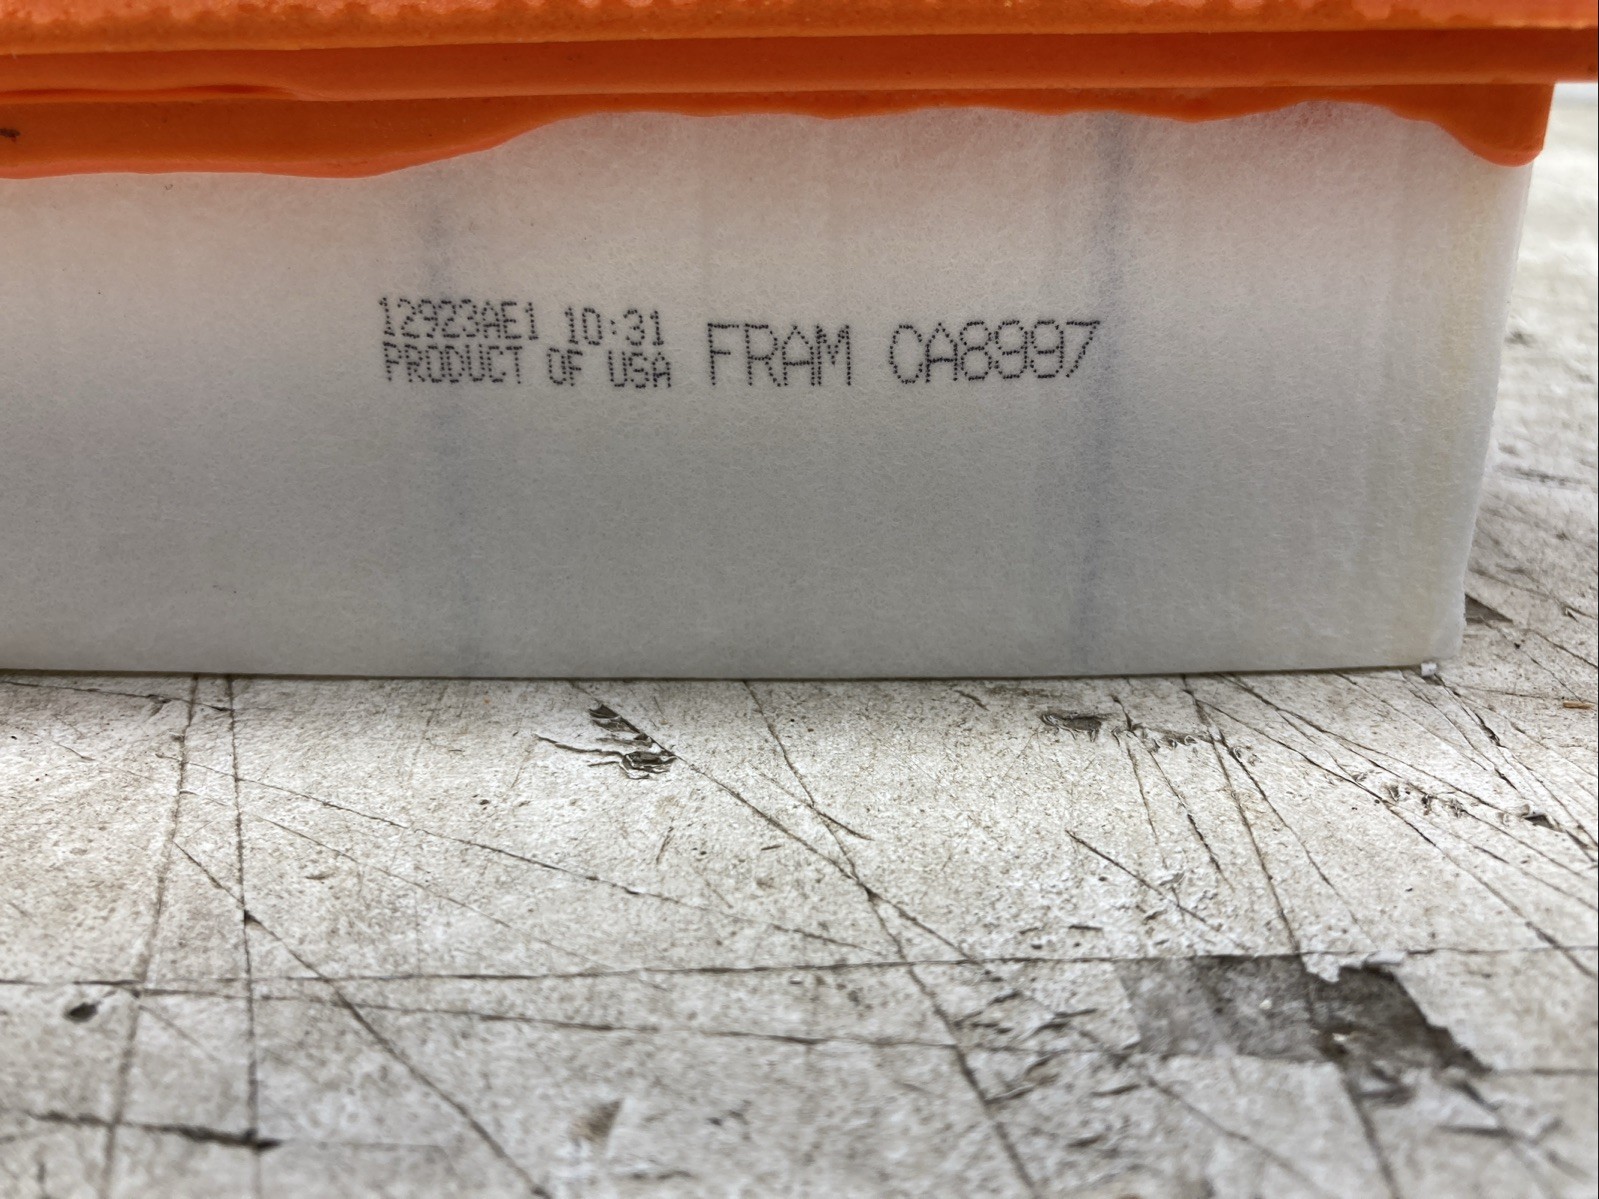 12923AE1 10:31
PRODUCT OF USA
FRAM CA8997